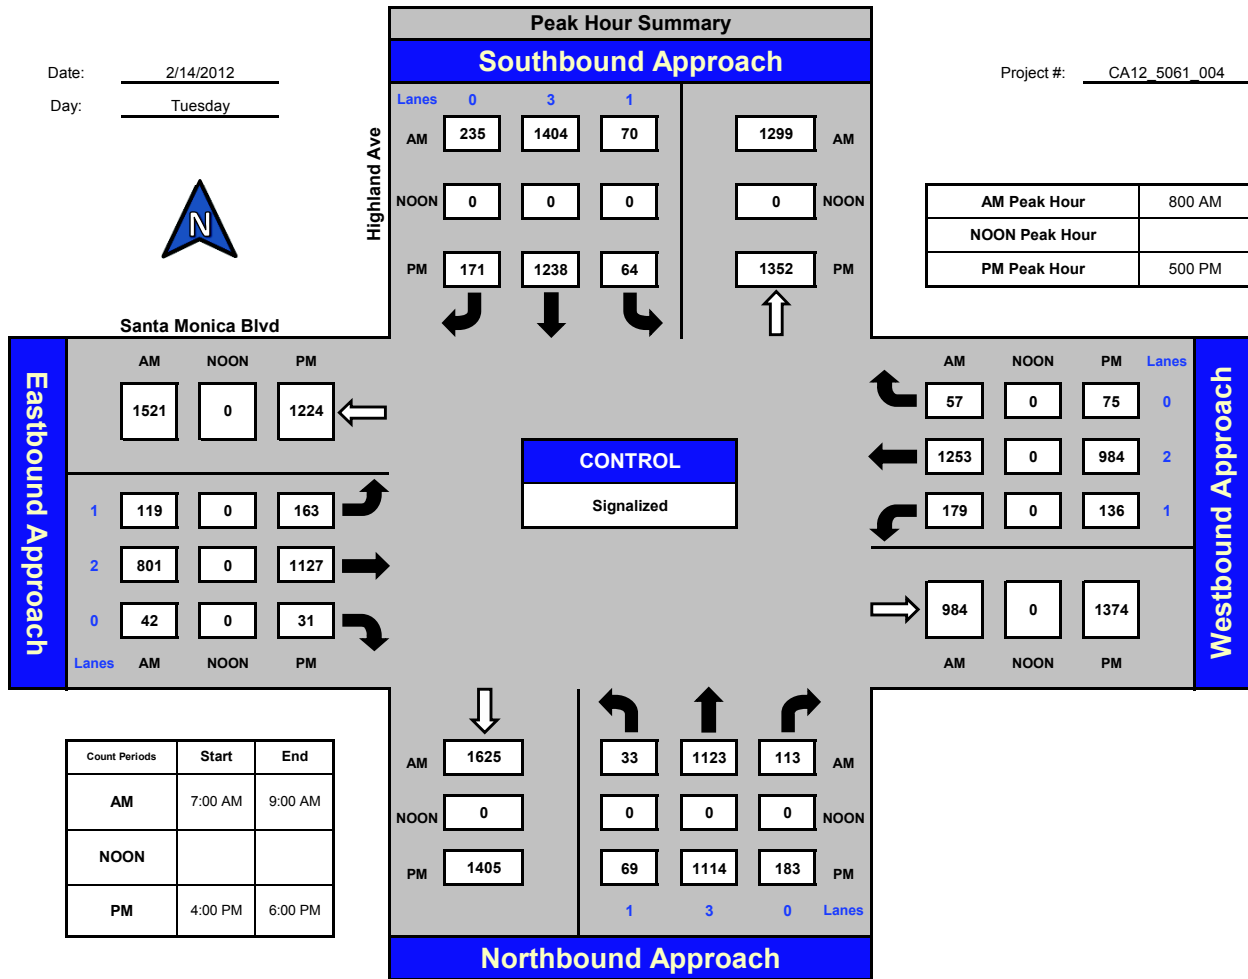 Peak Hour Summary
Southbound Approach
Date: 2/14/2012
Day: Tuesday
Project #: CA12_5061_004
Highland Ave
Lanes 0 3 1
AM 235 1404 70 1299 AM
NOON 0 0 0 0 NOON
PM 171 1238 64 1352 PM
N
AM Peak Hour 800 AM
NOON Peak Hour
PM Peak Hour 500 PM
Santa Monica Blvd
Eastbound Approach
AM NOON PM
1521 0 1224
1 119 0 163
2 801 0 1127
0 42 0 31
Lanes AM NOON PM
CONTROL
Signalized
AM NOON PM Lanes
57 0 75 0
1253 0 984 2
179 0 136 1
984 0 1374
AM NOON PM
Westbound Approach
Count Periods Start End
AM 7:00 AM 9:00 AM
NOON
PM 4:00 PM 6:00 PM
AM 1625 33 1123 113 AM
NOON 0 0 0 0 NOON
PM 1405 69 1114 183 PM
1 3 0 Lanes
Northbound Approach